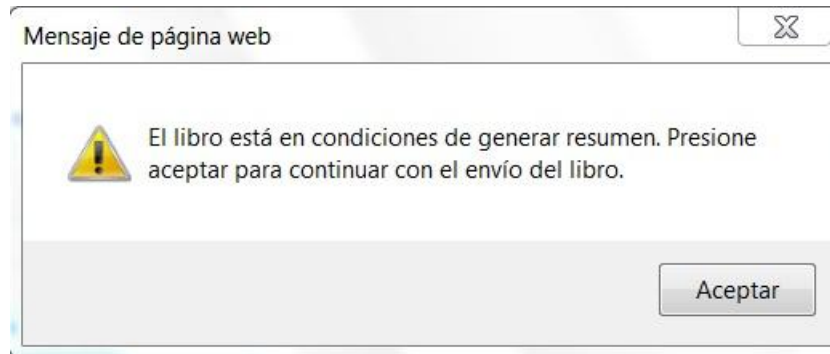 Mensaje de página web
El libro está en condiciones de generar resumen. Presione
aceptar para continuar con el envío del libro.
Aceptar